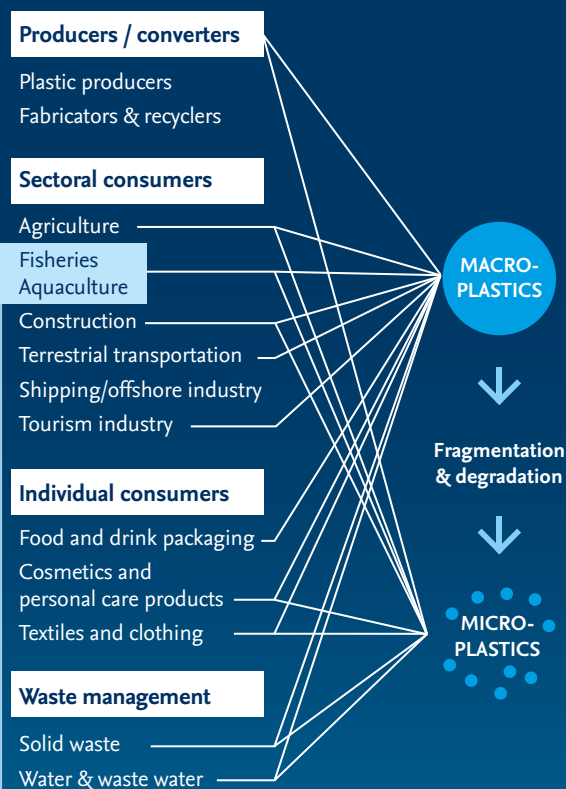 Producers / converters
Plastic producers
Fabricators & recyclers
Sectoral consumers
Agriculture
Fisheries
Aquaculture
Construction
Terrestrial transportation
Shipping/offshore industry
Tourism industry
Individual consumers
Food and drink packaging
Cosmetics and
personal care products
Textiles and clothing
Waste management
Solid waste
Water & waste water
MACRO-
PLASTICS
Fragmentation
& degradation
MICRO-
PLASTICS